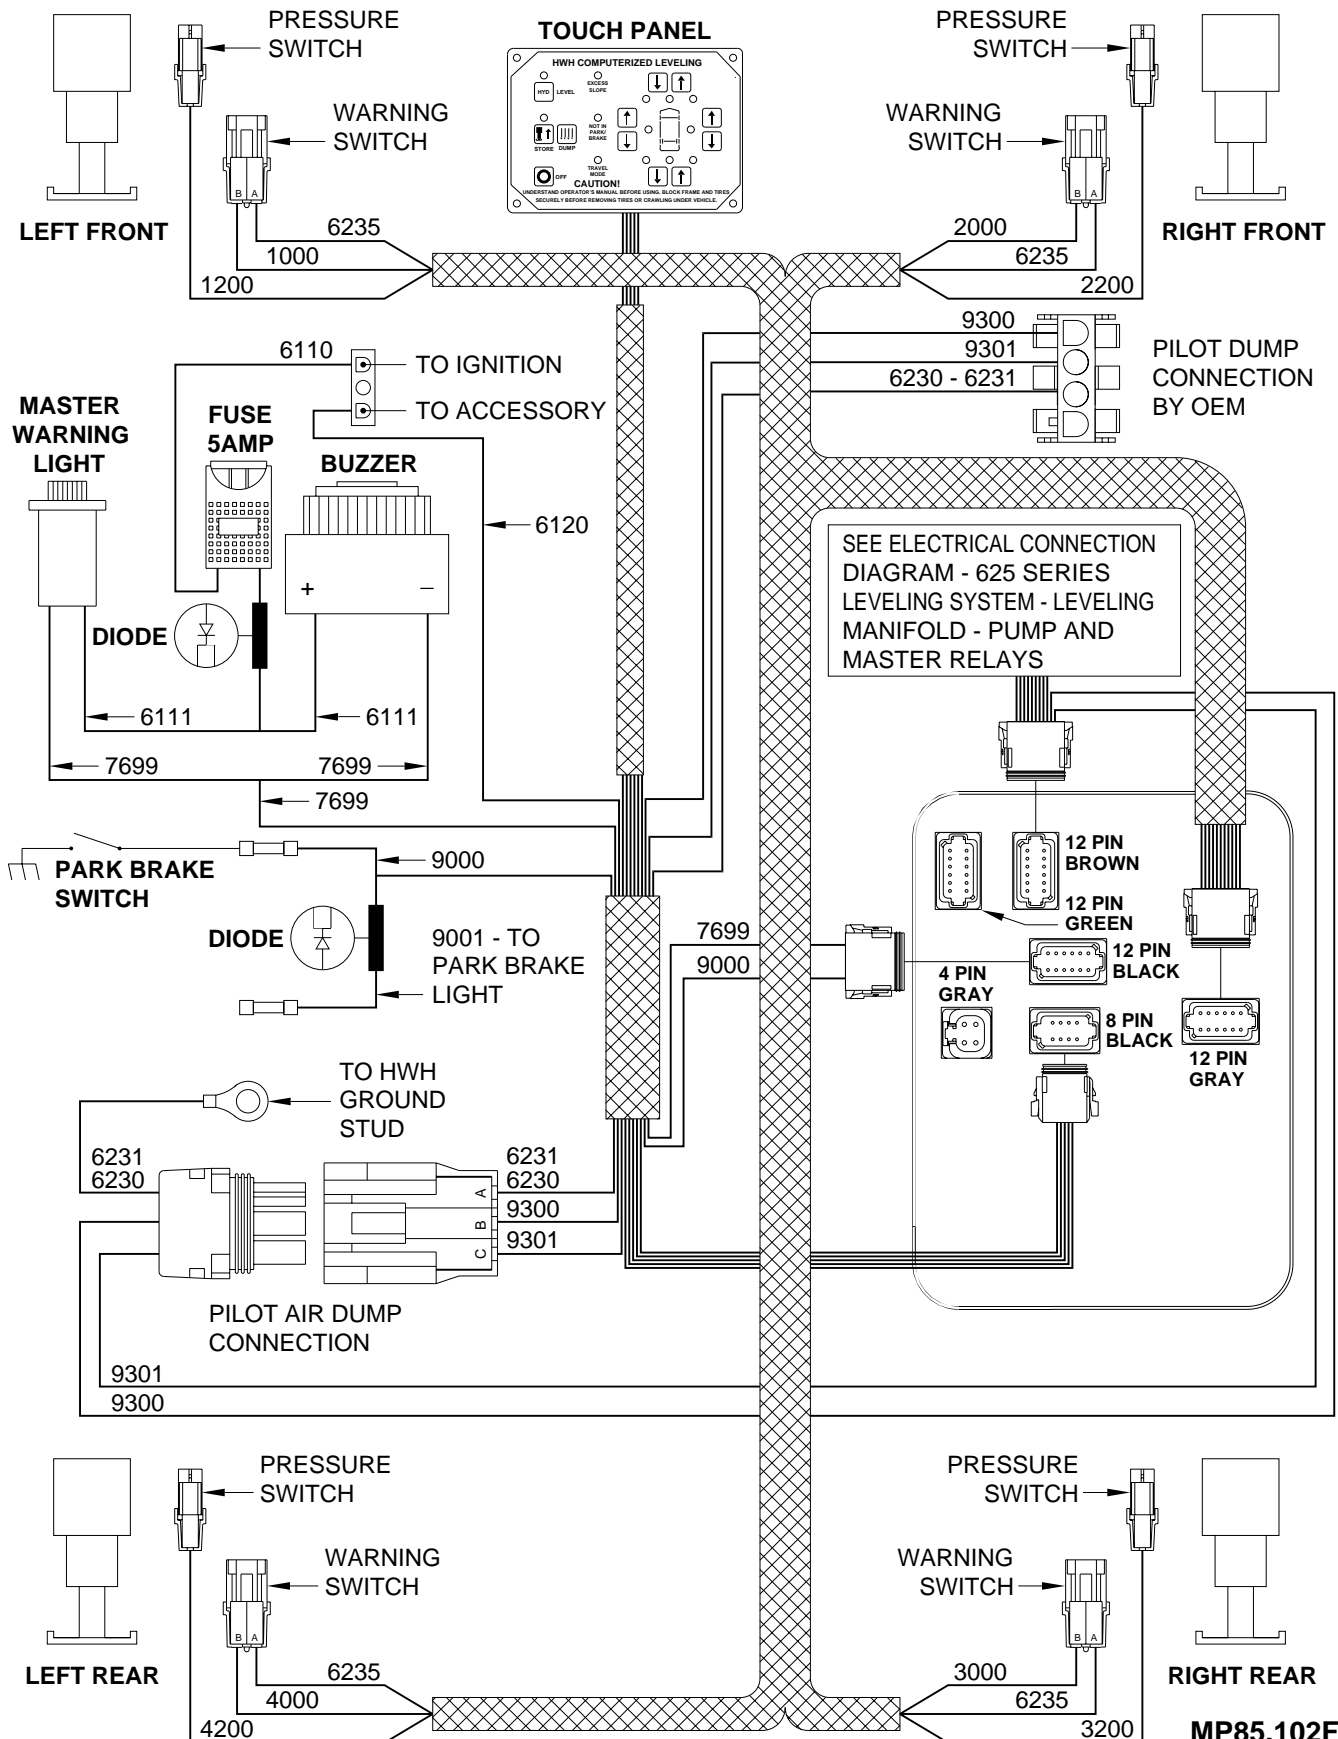 PRESSURE
SWITCH
TOUCH PANEL
PRESSURE
SWITCH
HWH COMPUTERIZED LEVELING
HYD
LEVEL
EXCESS
SLOPE
WARNING
SWITCH
NOT IN
PARK/
BRAKE
STORE
DUMP
WARNING
SWITCH
TRAVEL
MODE
OFF
CAUTION!
UNDERSTAND OPERATOR'S MANUAL BEFORE USING. BLOCK FRAME AND TIRES
SECURELY BEFORE REMOVING TIRES OR CRAWLING UNDER VEHICLE.
B A
B A
LEFT FRONT
6235
1000
1200
2000
6235
2200
RIGHT FRONT
6110
TO IGNITION
TO ACCESSORY
9300
9301
6230 - 6231
PILOT DUMP
CONNECTION
BY OEM
MASTER
WARNING
LIGHT
FUSE
5AMP
BUZZER
+ −
6120
SEE ELECTRICAL CONNECTION
DIAGRAM - 625 SERIES
LEVELING SYSTEM - LEVELING
MANIFOLD - PUMP AND
MASTER RELAYS
DIODE
6111
6111
7699
7699
7699
PARK BRAKE
SWITCH
9000
12 PIN
BROWN
12 PIN
GREEN
DIODE
9001 - TO
PARK BRAKE
LIGHT
7699
9000
12 PIN
BLACK
4 PIN
GRAY
8 PIN
BLACK
12 PIN
GRAY
TO HWH
GROUND
STUD
6231
6230
6231
6230
9300
9301
A
B
C
PILOT AIR DUMP
CONNECTION
9301
9300
PRESSURE
SWITCH
PRESSURE
SWITCH
WARNING
SWITCH
WARNING
SWITCH
B A
B A
LEFT REAR
6235
4000
4200
3000
6235
3200
RIGHT REAR